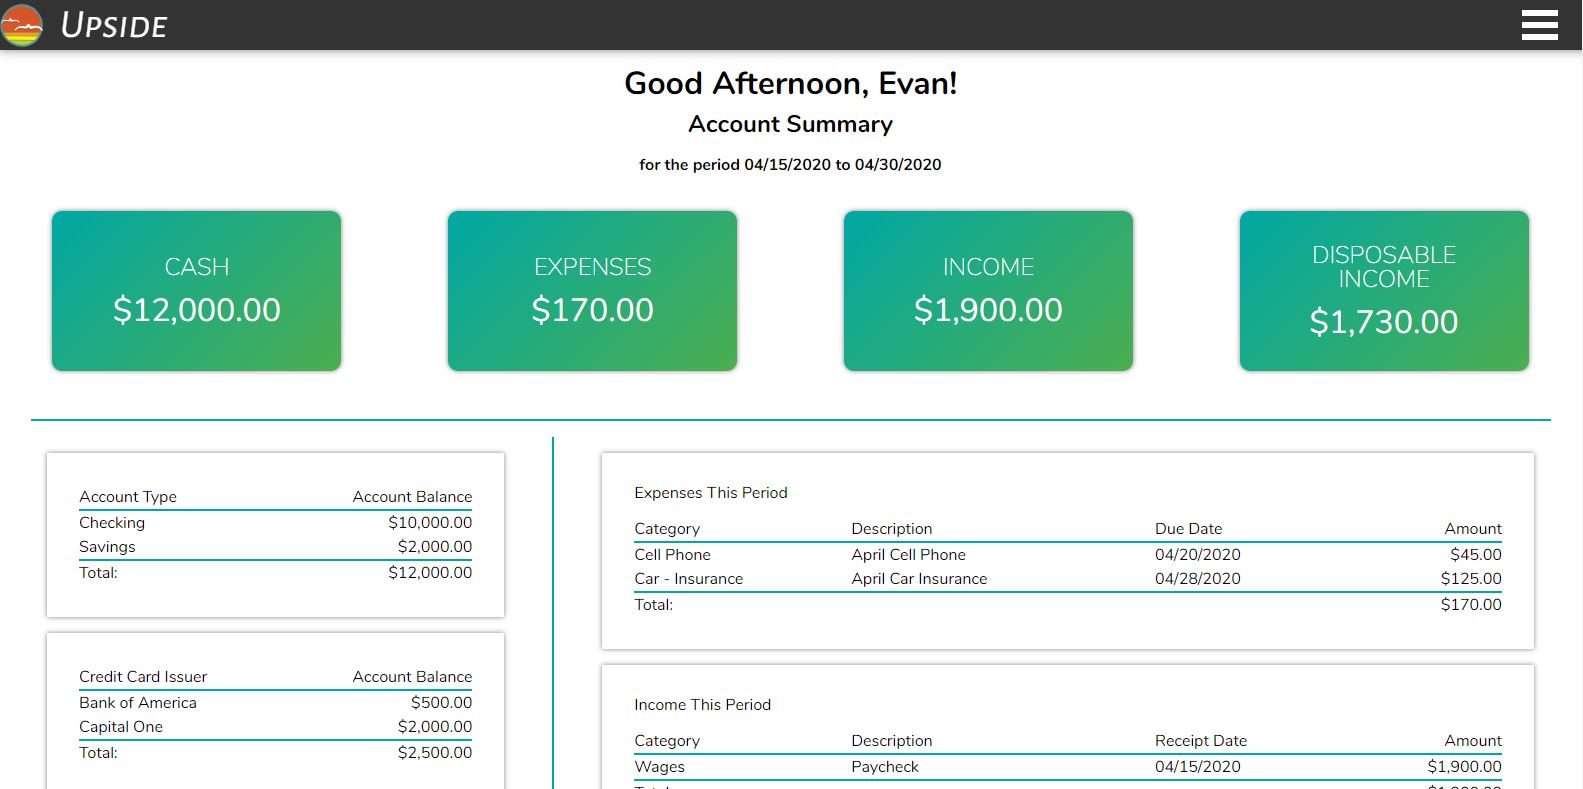 UPSIDE
Good Afternoon, Evan!
Account Summary
for the period 04/15/2020 to 04/30/2020
CASH
$12,000.00
EXPENSES
$170.00
INCOME
$1,900.00
DISPOSABLE
INCOME
$1,730.00
Account Type Account Balance
Checking $10,000.00
Savings $2,000.00
Total: $12,000.00
Credit Card Issuer Account Balance
Bank of America $500.00
Capital One $2,000.00
Total: $2,500.00
Expenses This Period
Category Description Due Date Amount
Cell Phone April Cell Phone 04/20/2020 $45.00
Car - Insurance April Car Insurance 04/28/2020 $125.00
Total: $170.00
Income This Period
Category Description Receipt Date Amount
Wages Paycheck 04/15/2020 $1,900.00